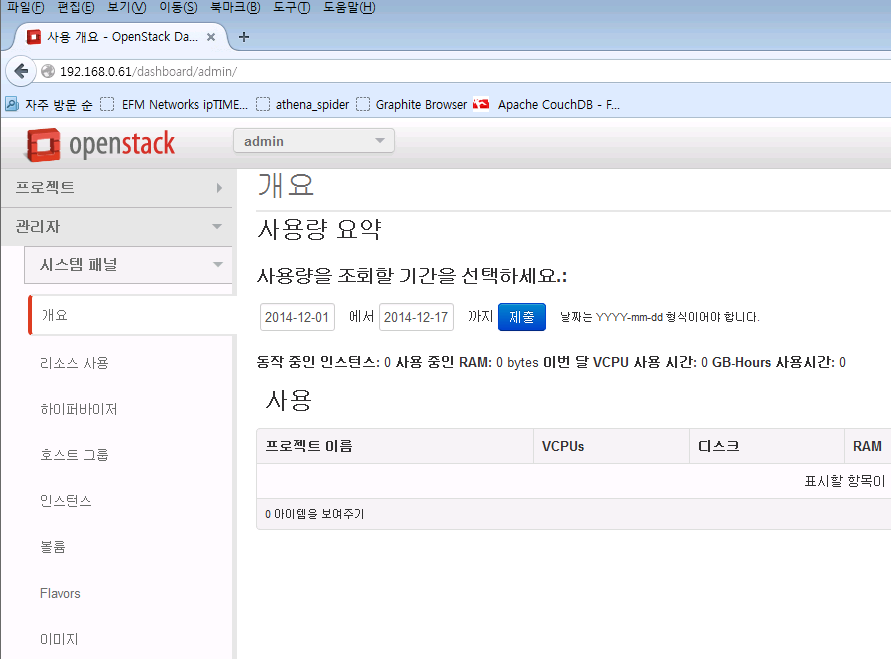 파일(F) 편집(E) 보기(V) 이동(S) 북마크(B) 도구(T) 도움말(H)
사용 개요 - OpenStack Da... × +
192.168.0.61/dashboard/admin/
자주 방문 순 EFM Networks ipTIME... athena_spider Graphite Browser Apache CouchDB - F...
openstack admin
프로젝트
관리자
시스템 패널
개요
리소스 사용
하이퍼바이저
호스트 그룹
인스턴스
볼륨
Flavors
이미지
개요
사용량 요약
사용량을 조회할 기간을 선택하세요.:
2014-12-01 에서 2014-12-17 까지 제출 날짜는 YYYY-mm-dd 형식이어야 합니다.
동작 중인 인스턴스: 0 사용 중인 RAM: 0 bytes 이번 달 VCPU 사용 시간: 0 GB-Hours 사용시간: 0
사용
프로젝트 이름 VCPUs 디스크 RAM
표시할 항목이
0 아이템을 보여주기